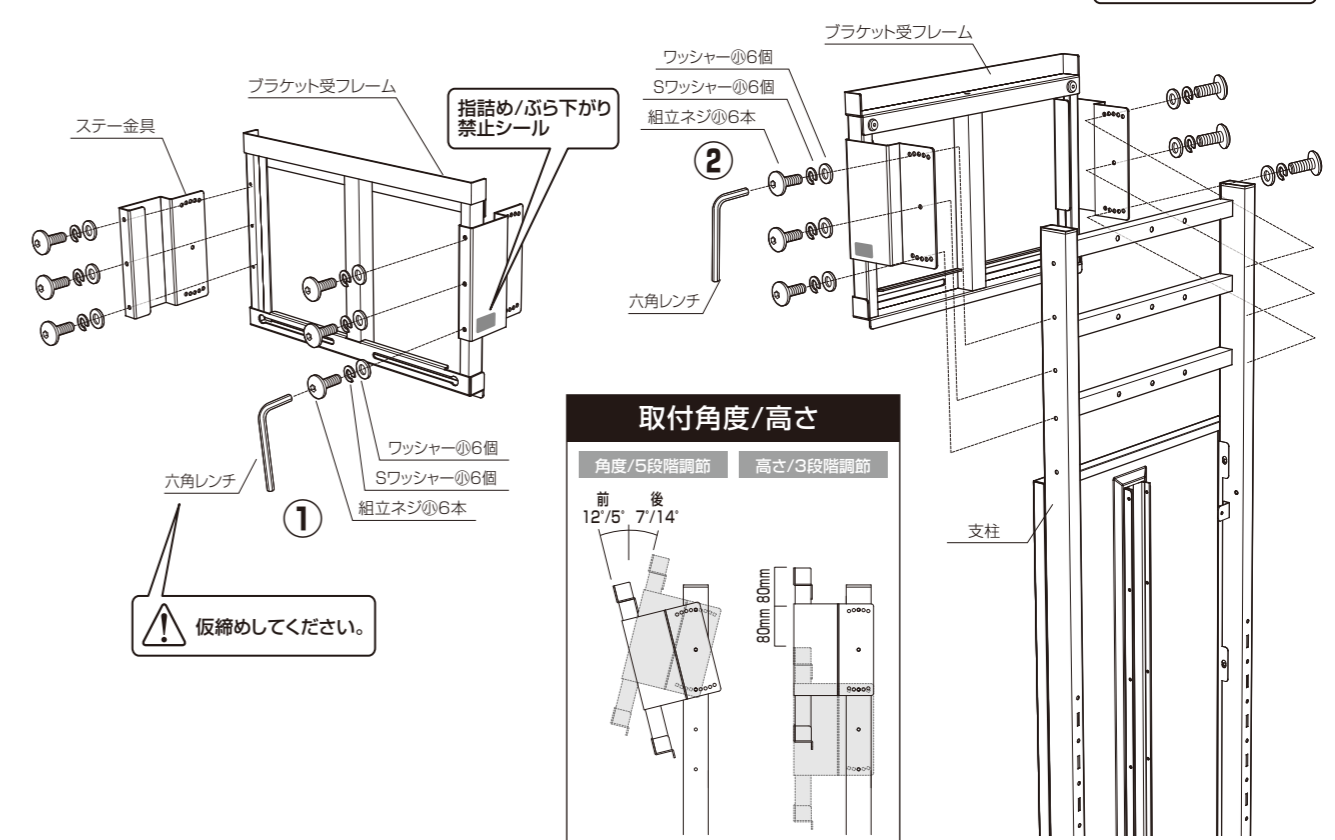 ステー金具
ブラケット受フレーム
指詰め/ぶら下がり
禁止シール
ワッシャー㊙6個
Sワッシャー小6個
組立ネジ小6本
六角レンチ
①
仮締めしてください。
ブラケット受フレーム
ワッシャー小6個
Sワッシャー小6個
組立ネジ小6本
②
六角レンチ
支柱
取付角度/高さ
角度/5段階調節
高さ/3段階調節
前 後
12°/5° 7°/14°
80mm 80mm